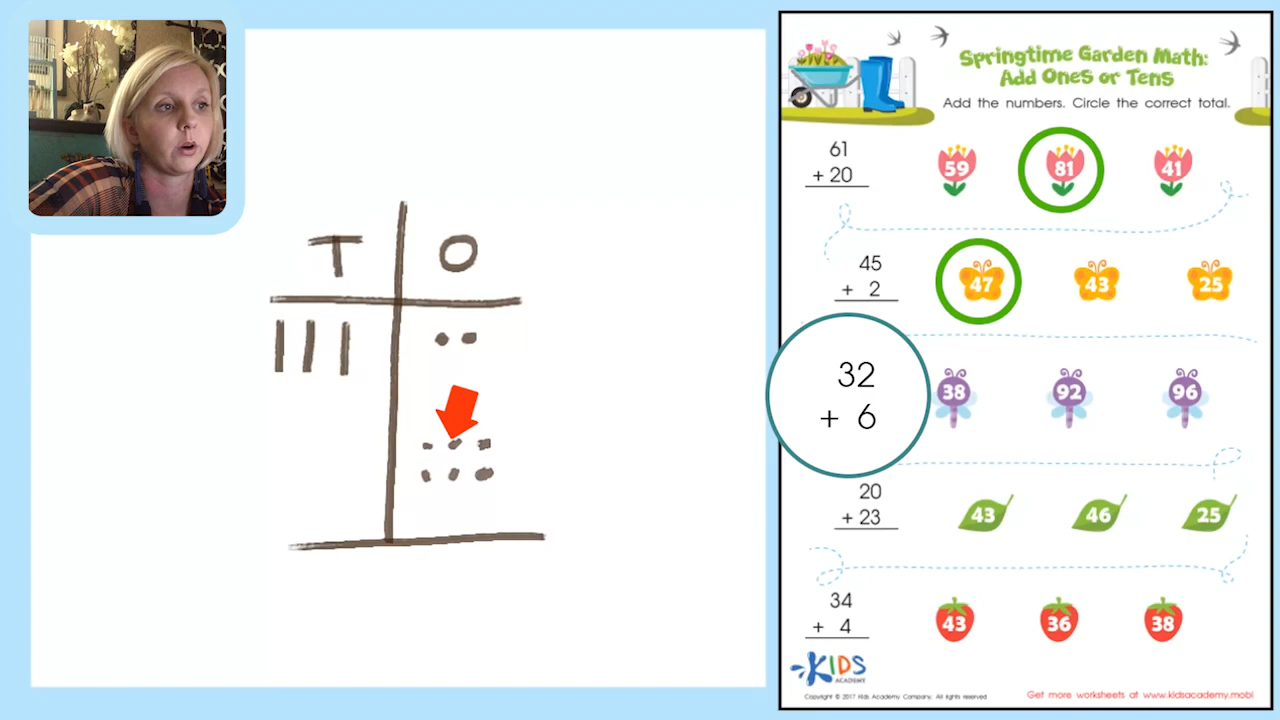 T O
Springtime Garden Math:
Add Ones or Tens
Add the numbers. Circle the correct total.
61
+ 20
59 81 41
45
+ 2
47 43 25
32
+ 6
38 92 96
20
+ 23
43 46 25
34
+ 4
43 36 38
KIDS
ACADEMY
Copyright © 2017 Kids Academy Company. All rights reserved
Get more worksheets at www.kidsacademy.mobi